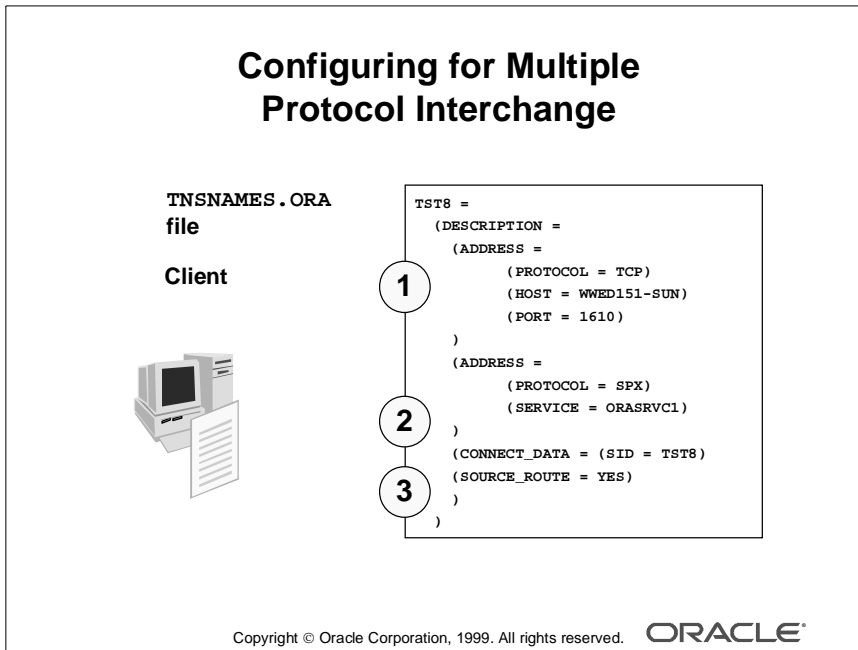 Configuring for Multiple
Protocol Interchange
TNSNAMES.ORA
file
Client
1
2
3
TST8 =
(DESCRIPTION =
(ADDRESS =
(PROTOCOL = TCP)
(HOST = WWED151-SUN)
(PORT = 1610)
)
(ADDRESS =
(PROTOCOL = SPX)
(SERVICE = ORASRVC1)
)
(CONNECT_DATA = (SID = TST8)
(SOURCE_ROUTE = YES)
)
)
Copyright © Oracle Corporation, 1999. All rights reserved.
ORACLE®